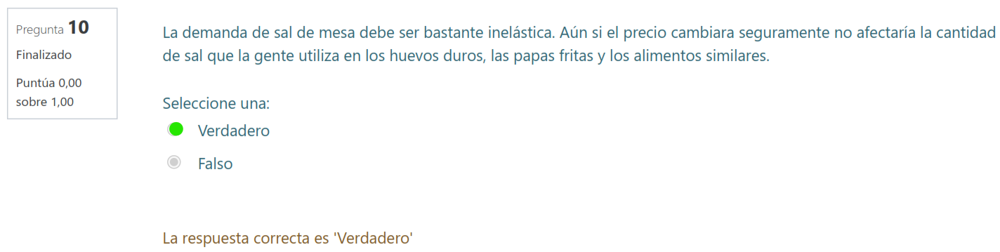 Pregunta 10
Finalizado
Puntúa 0,00
sobre 1,00
La demanda de sal de mesa debe ser bastante inelástica. Aún si el precio cambiara seguramente no afectaría la cantidad
de sal que la gente utiliza en los huevos duros, las papas fritas y los alimentos similares.
Seleccione una:
Verdadero
Falso
La respuesta correcta es 'Verdadero'